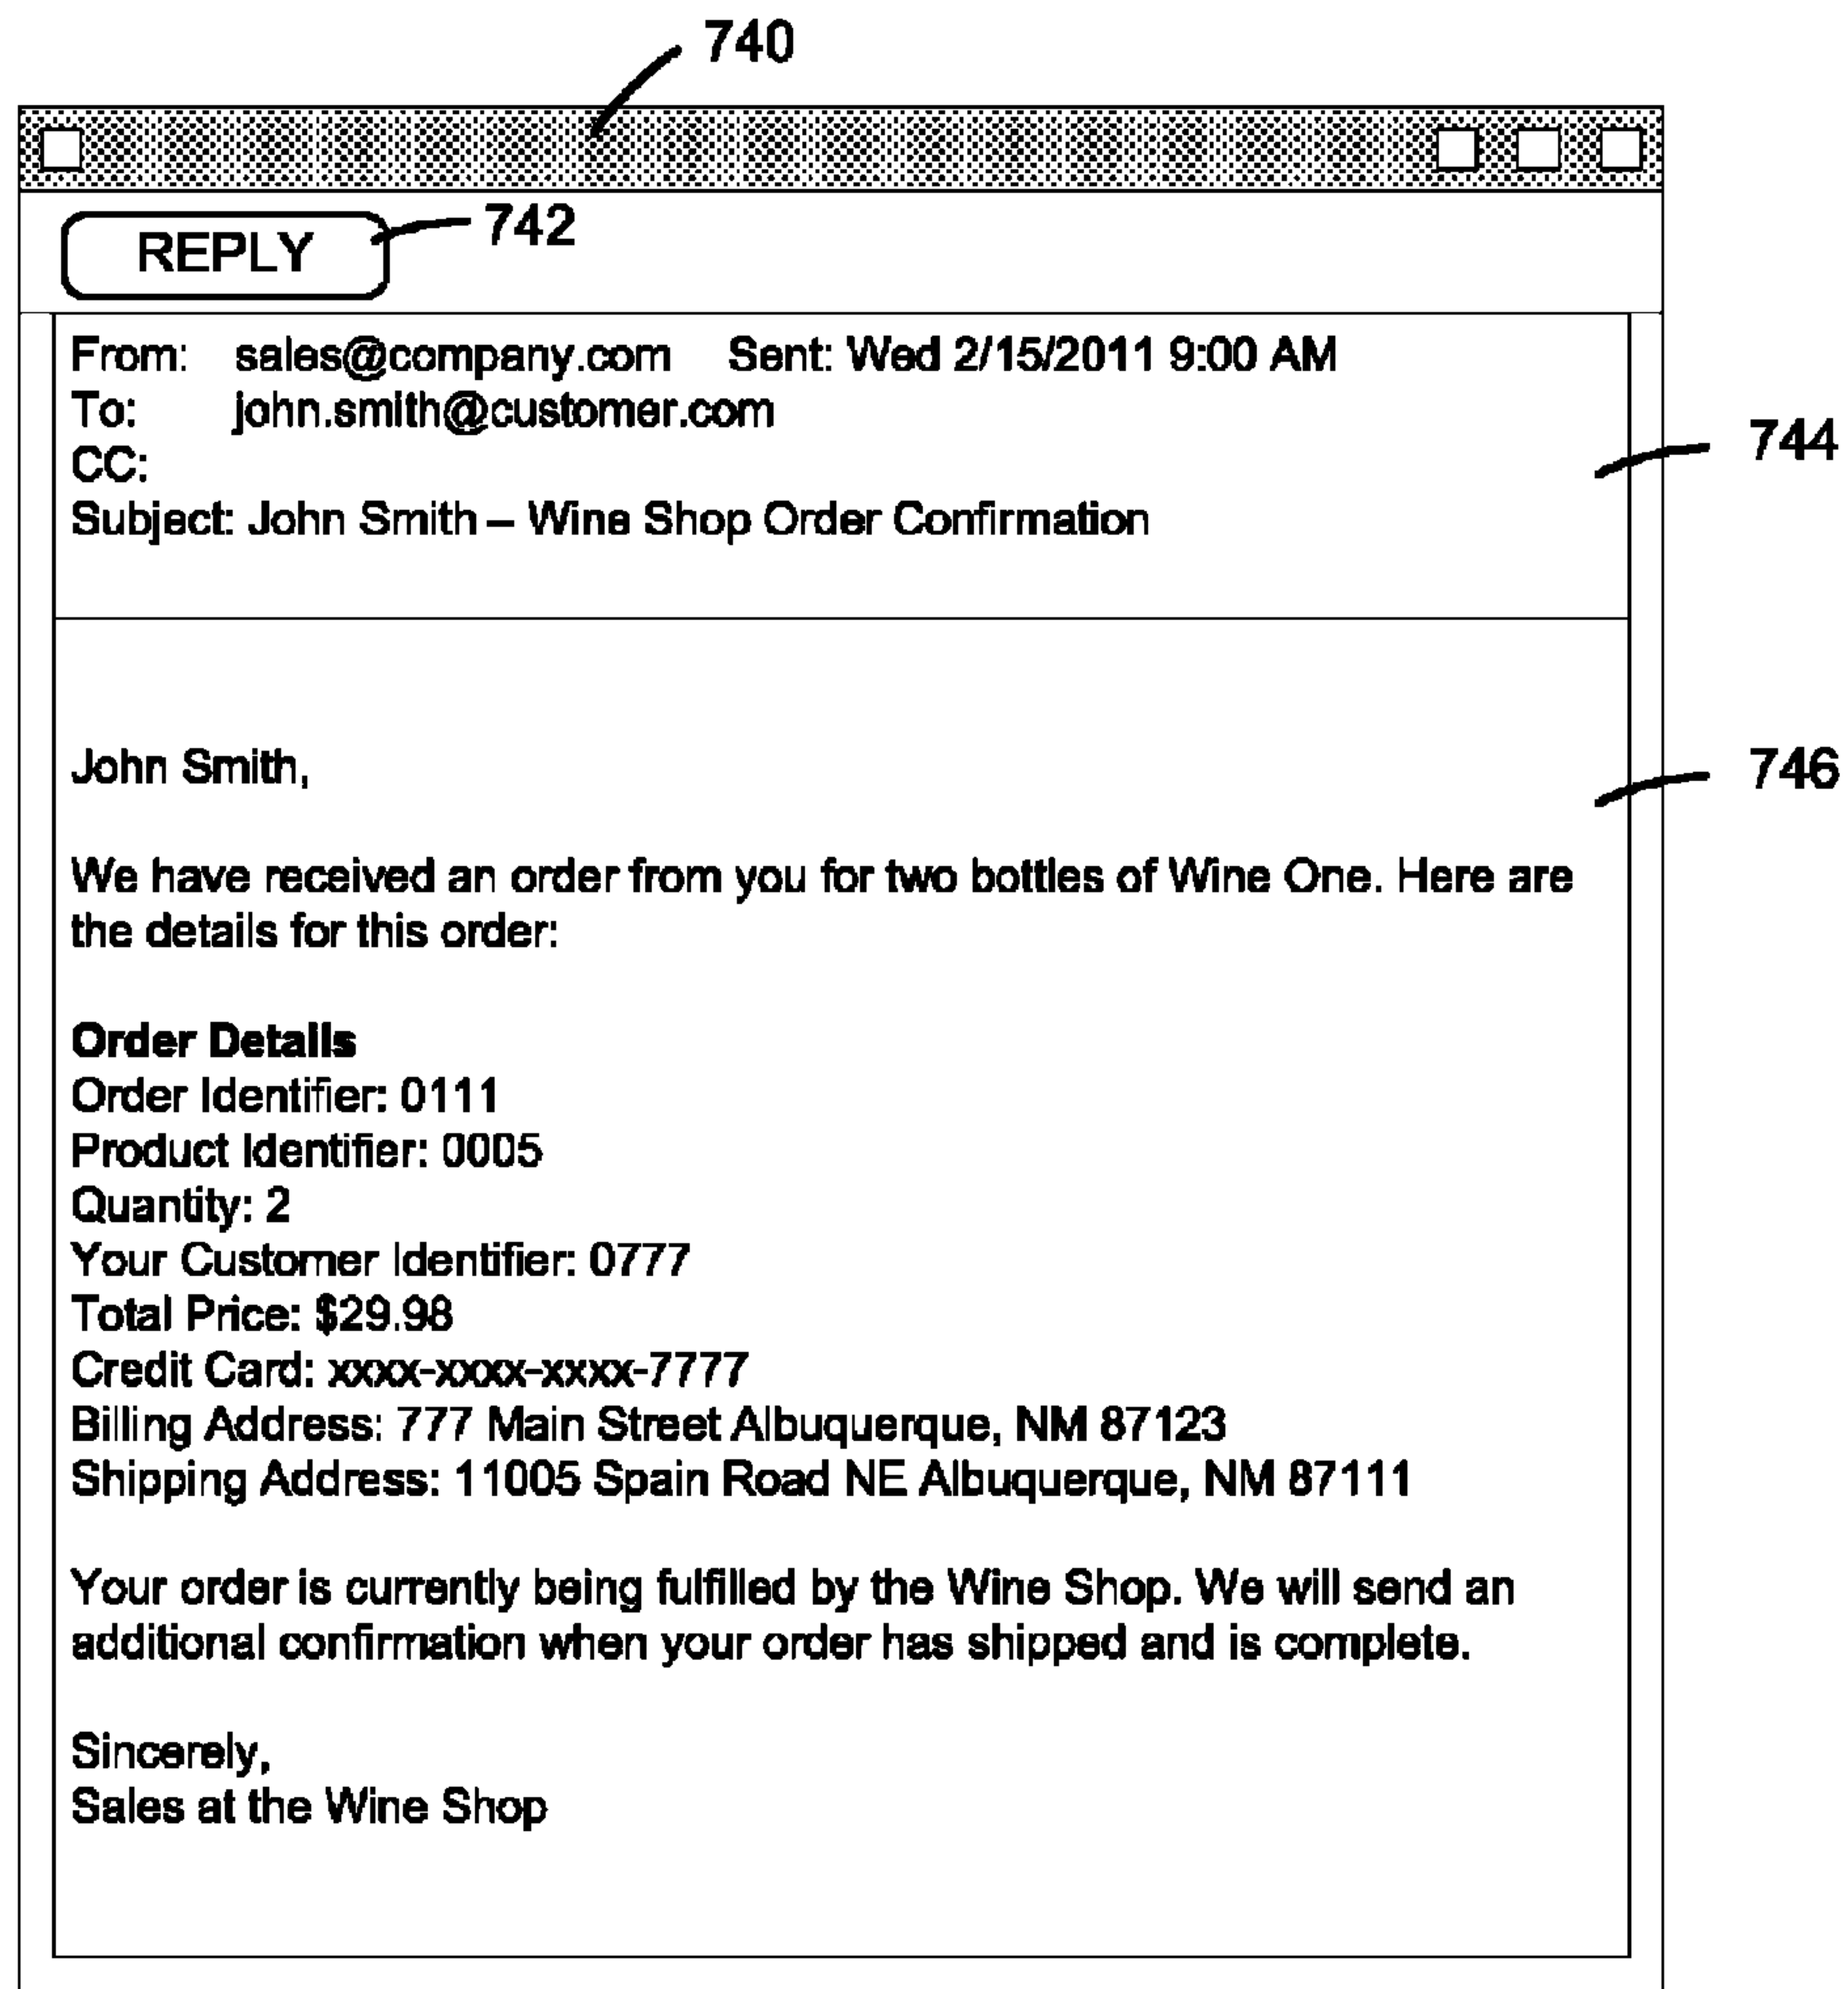 740
REPLY 742
From: sales@company.com Sent: Wed 2/15/2011 9:00 AM
To: john.smith@customer.com
CC:
744
Subject: John Smith – Wine Shop Order Confirmation
John Smith,
746
We have received an order from you for two bottles of Wine One. Here are
the details for this order:
Order Details
Order Identifier: 0111
Product Identifier: 0005
Quantity: 2
Your Customer Identifier: 0777
Total Price: $29.98
Credit Card: xxxx-xxxx-xxxx-7777
Billing Address: 777 Main Street Albuquerque, NM 87123
Shipping Address: 11005 Spain Road NE Albuquerque, NM 87111
Your order is currently being fulfilled by the Wine Shop. We will send an
additional confirmation when your order has shipped and is complete.
Sincerely,
Sales at the Wine Shop